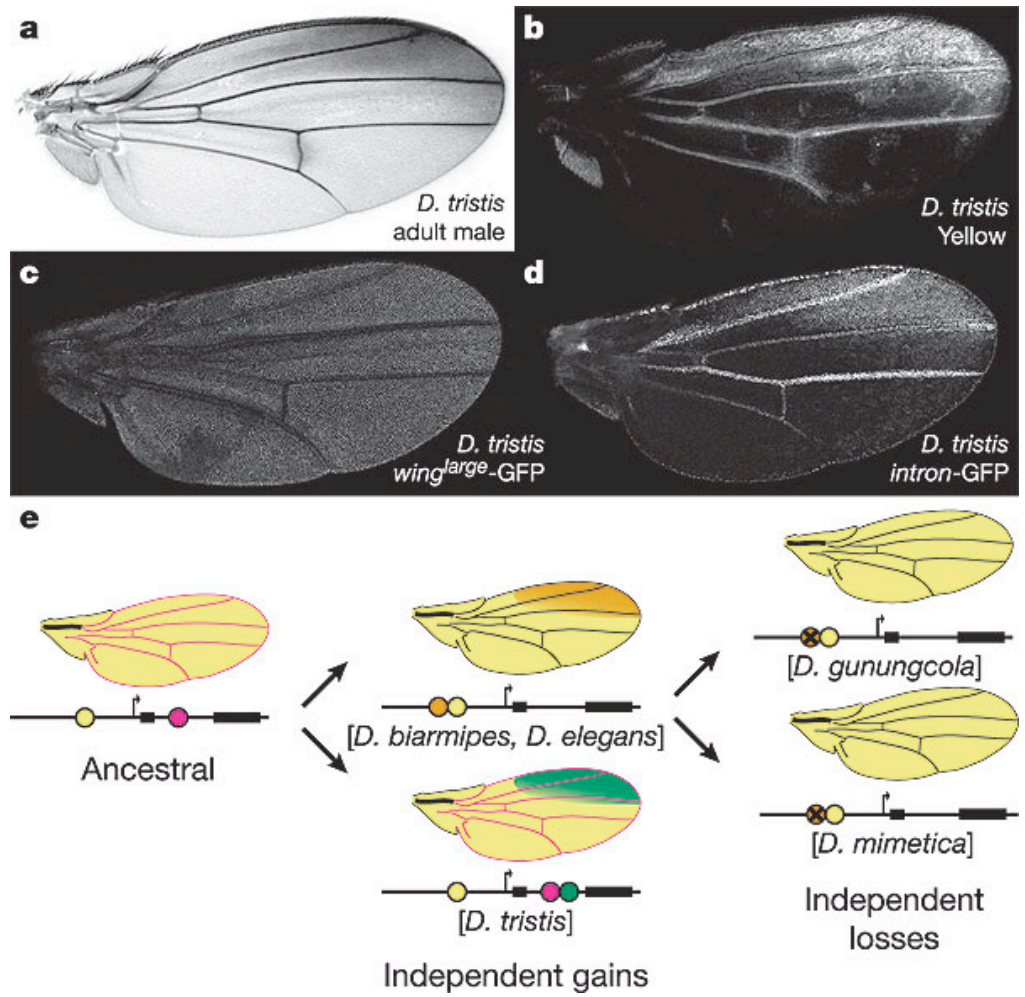 a
D. tristis
adult male
b
D. tristis
Yellow
c
D. tristis
wing^large-GFP
d
D. tristis
intron-GFP
e
Ancestral
[D. biarmipes, D. elegans]
[D. tristis]
Independent gains
[D. gunungcola]
[D. mimetica]
Independent
losses